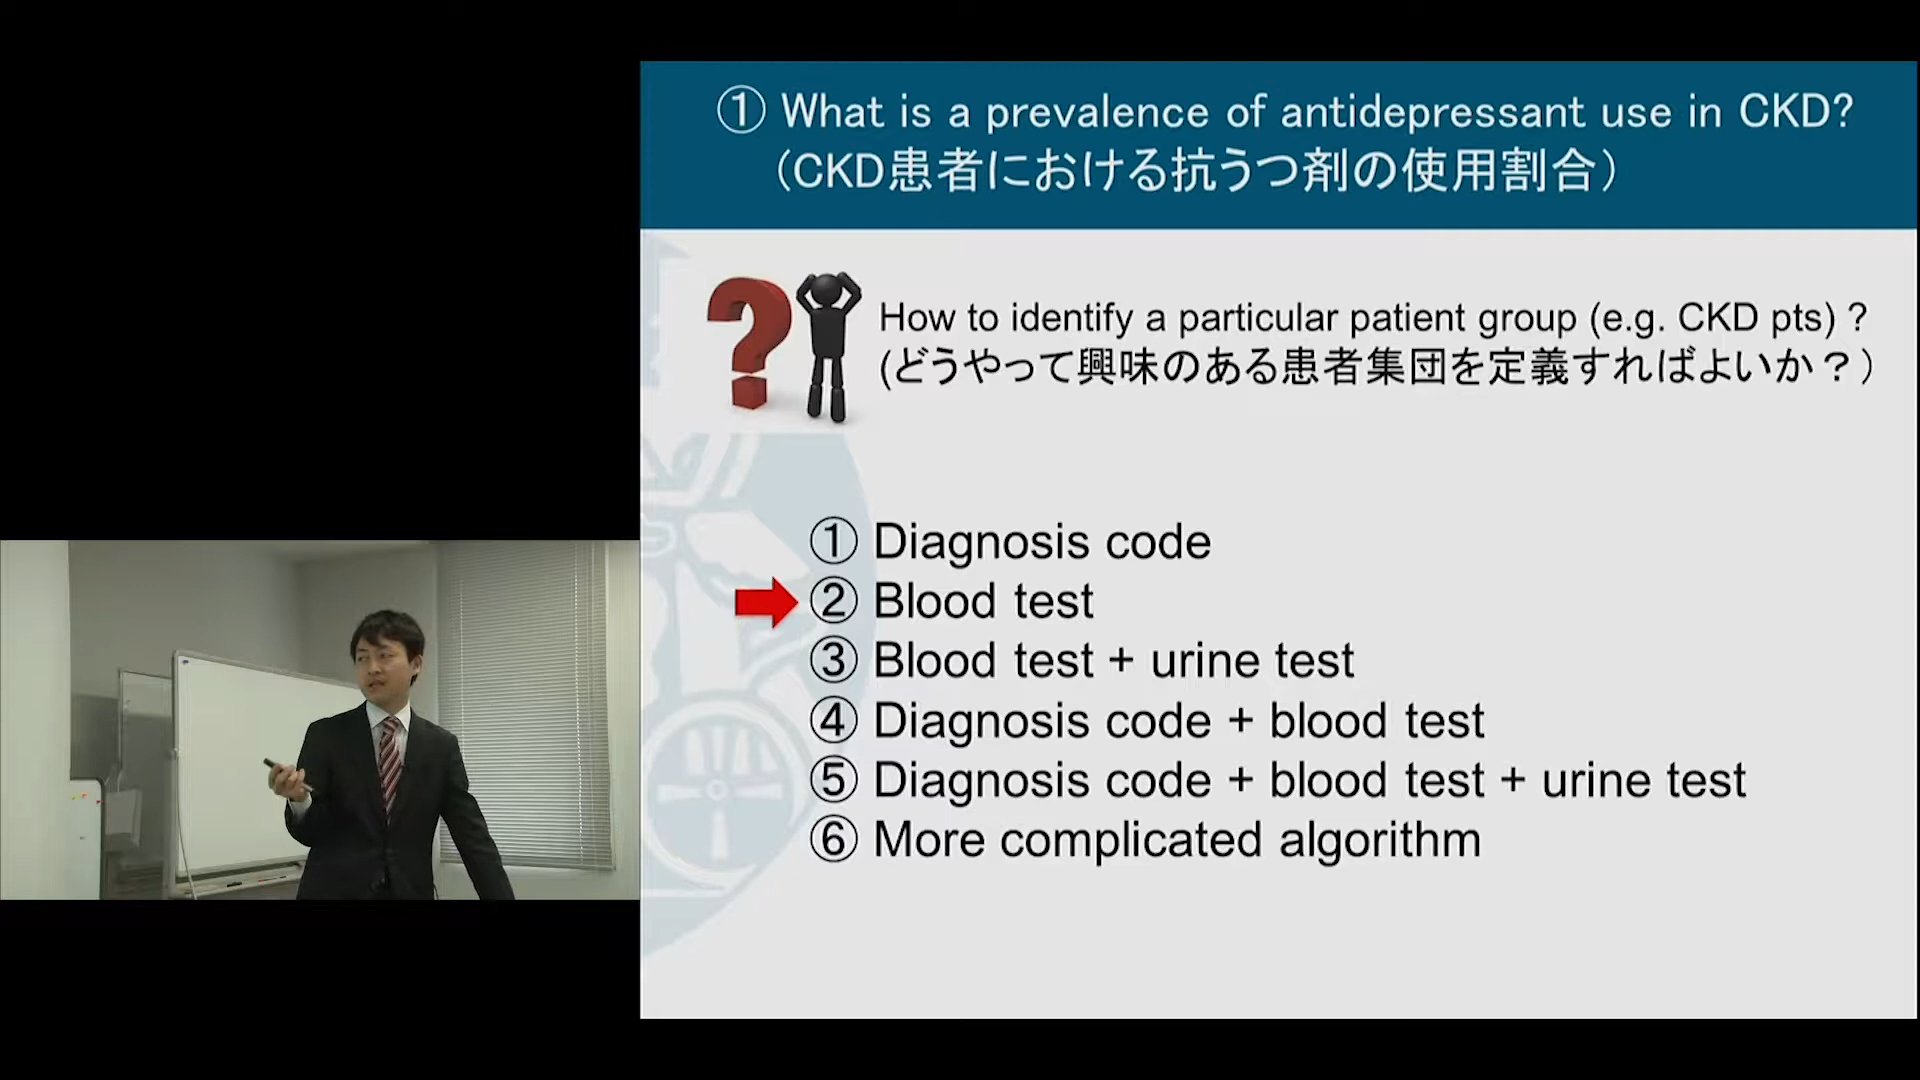 ① What is a prevalence of antidepressant use in CKD?
（CKD患者における抗うつ剤の使用割合）
How to identify a particular patient group (e.g. CKD pts) ?
(どうやって興味のある患者集団を定義すればよいか？）
① Diagnosis code
② Blood test
③ Blood test + urine test
④ Diagnosis code + blood test
⑤ Diagnosis code + blood test + urine test
⑥ More complicated algorithm